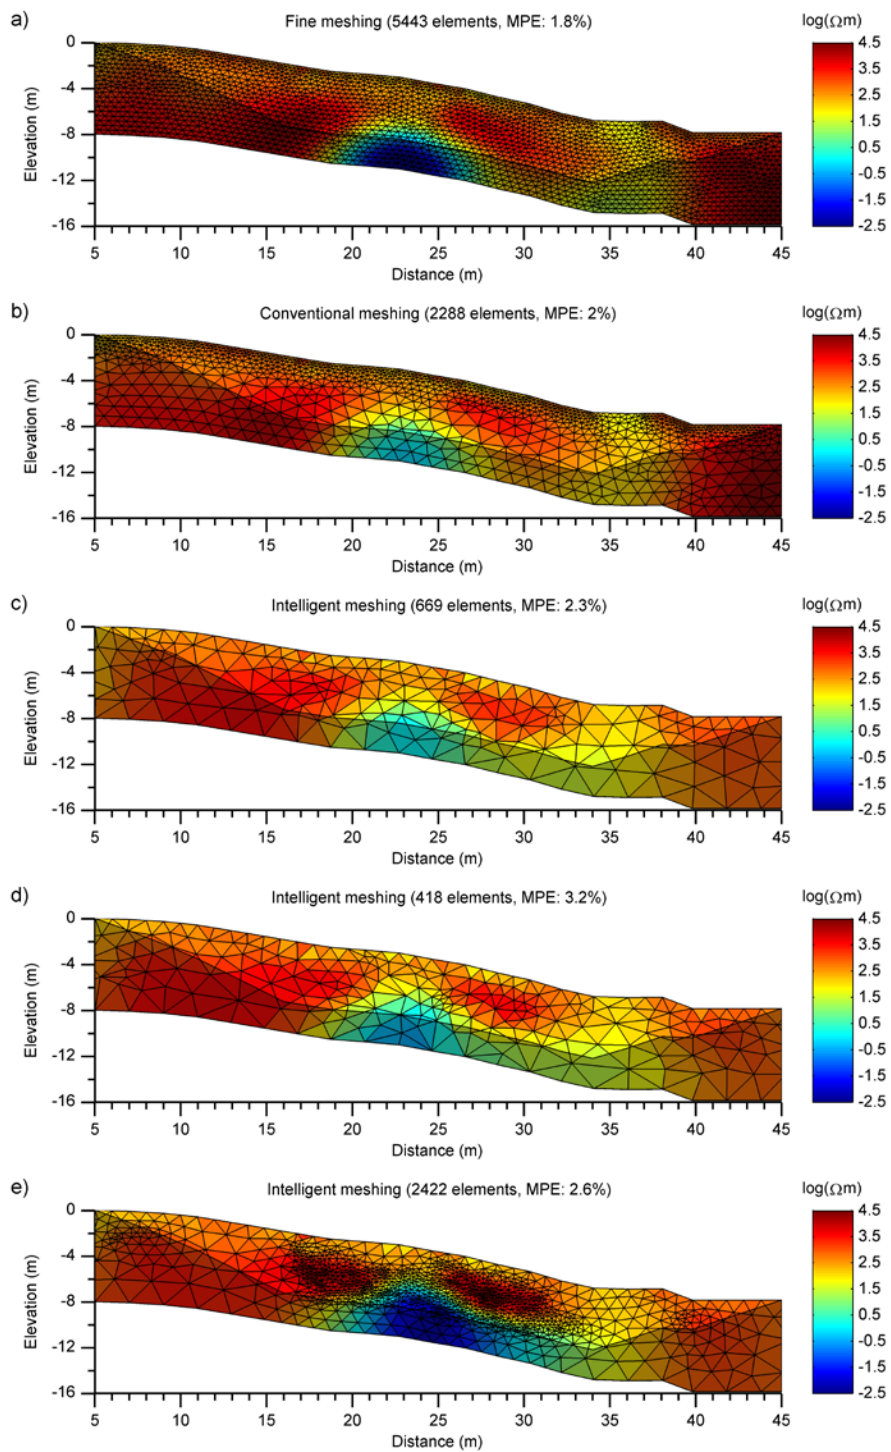 a)
Fine meshing (5443 elements, MPE: 1.8%)
log(Ωm)
Elevation (m)
0
-4
-8
-12
-16
5 10 15 20 25 30 35 40 45
Distance (m)
4.5
3.5
2.5
1.5
0.5
-0.5
-1.5
-2.5
b)
Conventional meshing (2288 elements, MPE: 2%)
log(Ωm)
Elevation (m)
0
-4
-8
-12
-16
5 10 15 20 25 30 35 40 45
Distance (m)
4.5
3.5
2.5
1.5
0.5
-0.5
-1.5
-2.5
c)
Intelligent meshing (669 elements, MPE: 2.3%)
log(Ωm)
Elevation (m)
0
-4
-8
-12
-16
5 10 15 20 25 30 35 40 45
Distance (m)
4.5
3.5
2.5
1.5
0.5
-0.5
-1.5
-2.5
d)
Intelligent meshing (418 elements, MPE: 3.2%)
log(Ωm)
Elevation (m)
0
-4
-8
-12
-16
5 10 15 20 25 30 35 40 45
Distance (m)
4.5
3.5
2.5
1.5
0.5
-0.5
-1.5
-2.5
e)
Intelligent meshing (2422 elements, MPE: 2.6%)
log(Ωm)
Elevation (m)
0
-4
-8
-12
-16
5 10 15 20 25 30 35 40 45
Distance (m)
4.5
3.5
2.5
1.5
0.5
-0.5
-1.5
-2.5